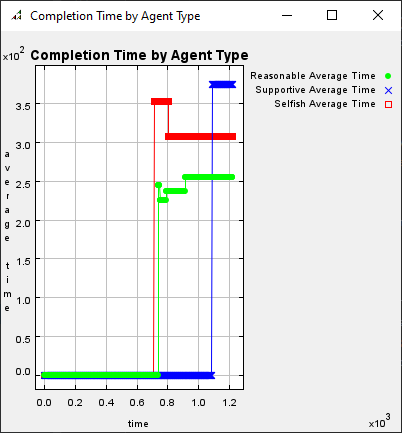 Completion Time by Agent Type
x10²
Completion Time by Agent Type
Reasonable Average Time
Supportive Average Time
Selfish Average Time
3.5
3.0
2.5
2.0
1.5
1.0
0.5
0.0
average time
0.0 0.2 0.4 0.6 0.8 1.0 1.2
time
x10³